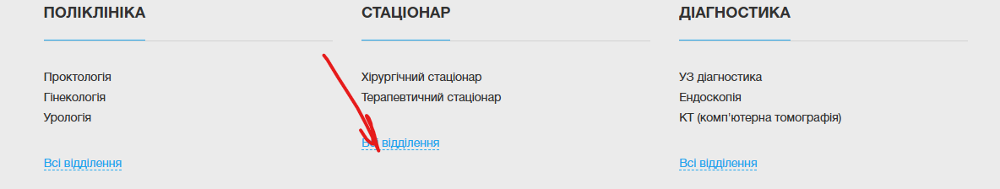 ПОЛІКЛІНІКА
Проктологія
Гінекологія
Урологія
Всі відділення
СТАЦІОНАР
Хірургічний стаціонар
Терапевтичний стаціонар
Всі відділення
ДІАГНОСТИКА
УЗ діагностика
Ендоскопія
КТ (комп'ютерна томографія)
Всі відділення